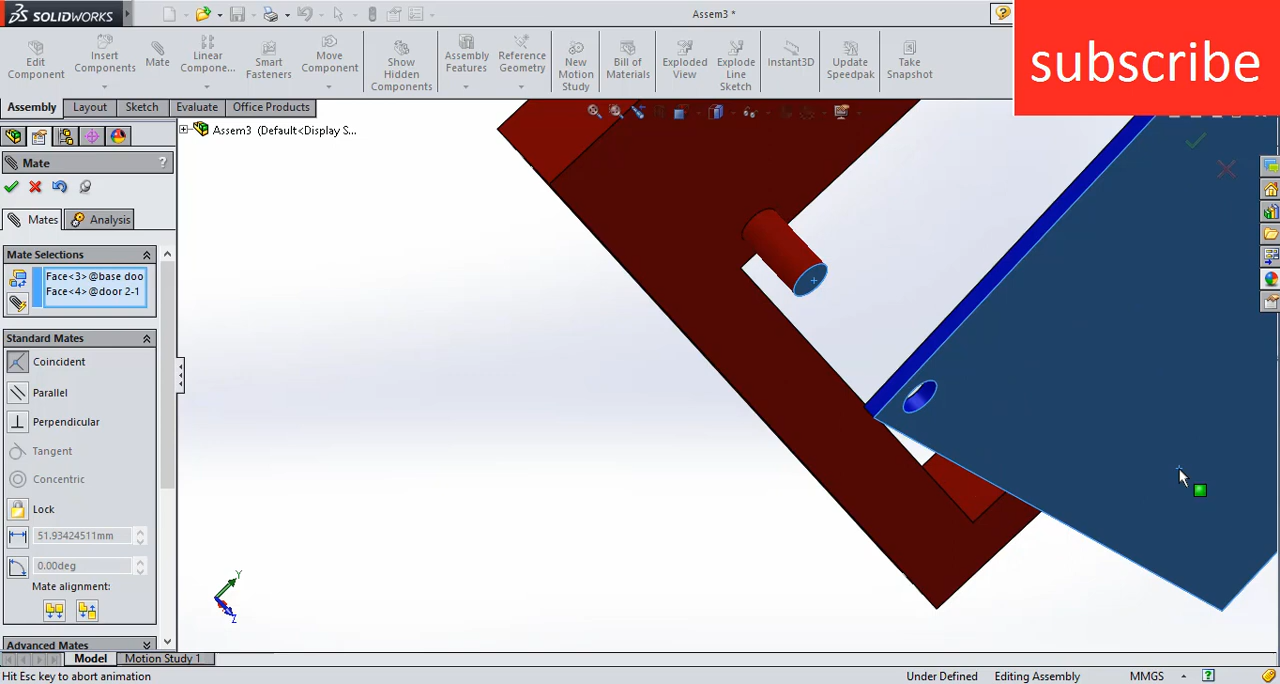 SOLIDWORKS
Assem3 *
?
subscribe
Edit
Component
Insert
Components
Mate
Linear
Compone...
Smart
Fasteners
Move
Component
Show
Hidden
Components
Assembly
Features
Reference
Geometry
New
Motion
Study
Bill of
Materials
Exploded
View
Explode
Line
Sketch
Instant3D
Update
Speedpak
Take
Snapshot
Assembly
Layout
Sketch
Evaluate
Office Products
Assem3 (Default<Display S...
Mate
?
Mates
Analysis
Mate Selections
Face<3> @base doo
Face<4> @door 2-1
Standard Mates
Coincident
Parallel
Perpendicular
Tangent
Concentric
Lock
51.93424511mm
0.00deg
Mate alignment:
Advanced Mates
Y
Z
Model
Motion Study 1
Hit Esc key to abort animation
Under Defined
Editing Assembly
MMGS
?